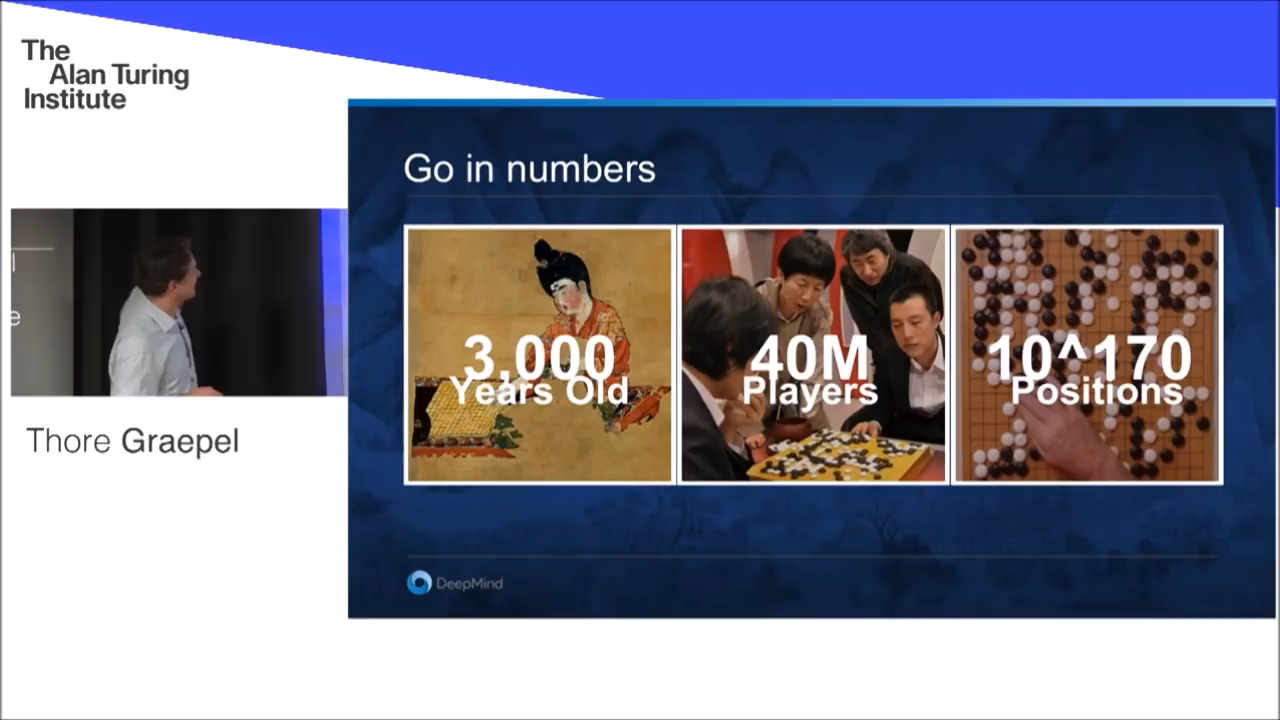 The
Alan Turing
Institute
Go in numbers
3,000
Years Old
40M
Players
10^170
Positions
e
Thore Graepel
DeepMind